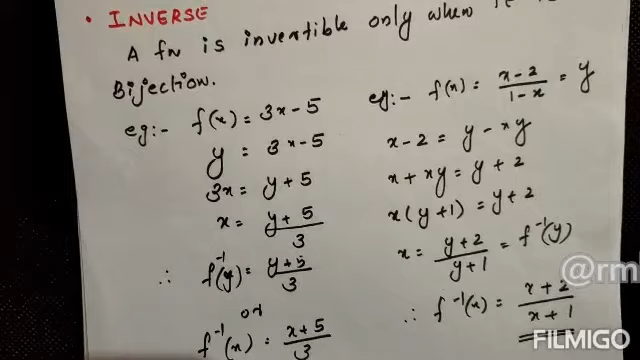 • INVERSE
A fn is invertible only when it is
Bijection.
eg:- f(x) = 3x-5
y = 3x-5
3x = y+5
x = y+5/3
∴ f⁻¹(y) = y+5/3
or
f⁻¹(x) = x+5/3
eg:- f(x) = x-2/1-x = y
x-2 = y-xy
x+xy = y+2
x(y+1) = y+2
x = y+2/y+1 = f⁻¹(y)
∴ f⁻¹(x) = x+2/x+1
@rm
FILMIGO